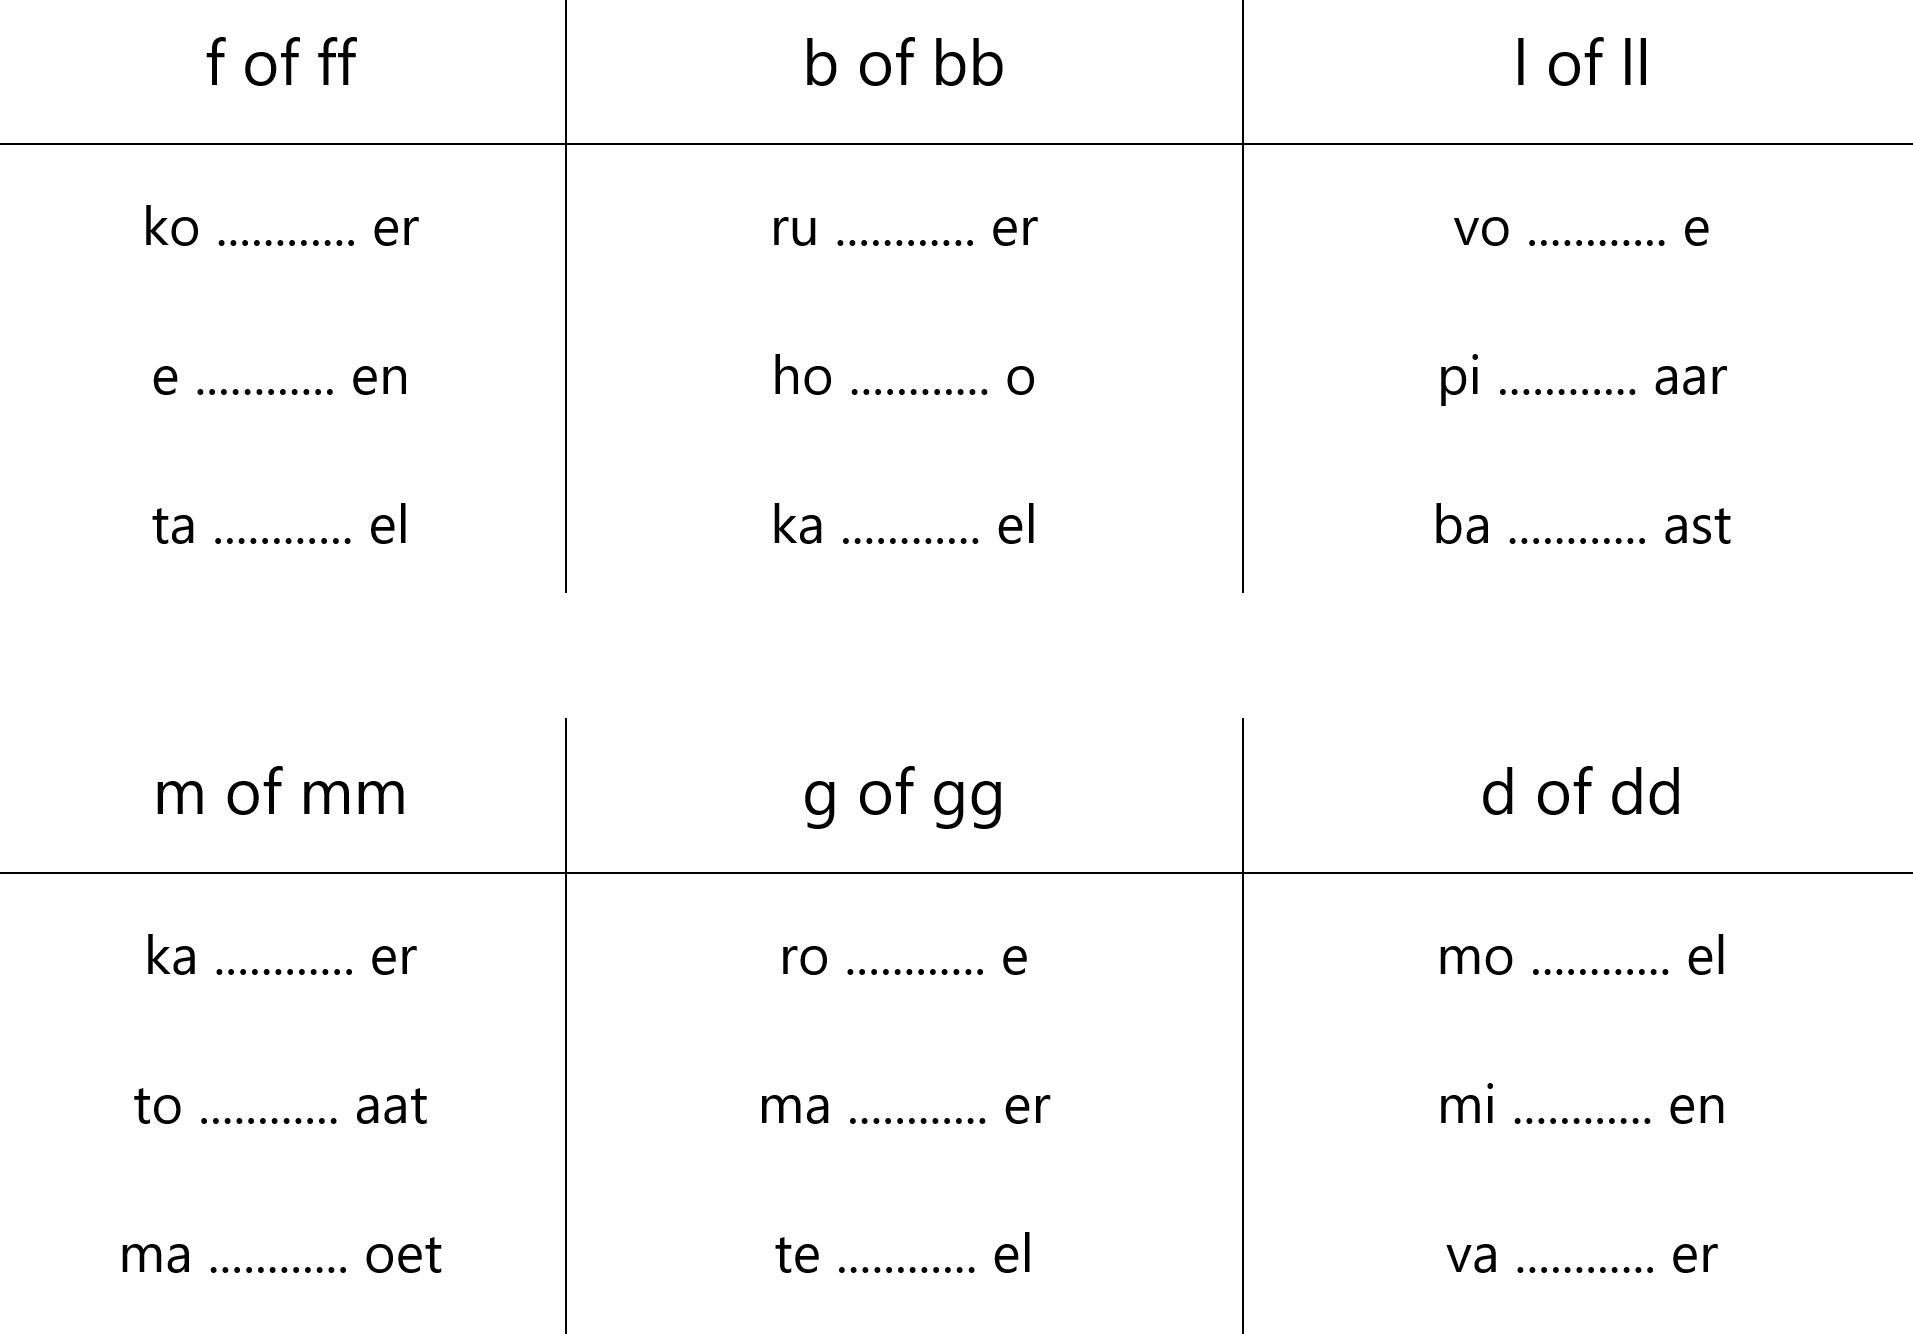 f of ff b of bb l of ll
ko ............ er ru ............ er vo ............ e
e ............ en ho ............ o pi ............ aar
ta ............ el ka ............ el ba ............ ast
m of mm g of gg d of dd
ka ............ er ro ............ e mo ............ el
to ............ aat ma ............ er mi ............ en
ma ............ oet te ............ el va ............ er